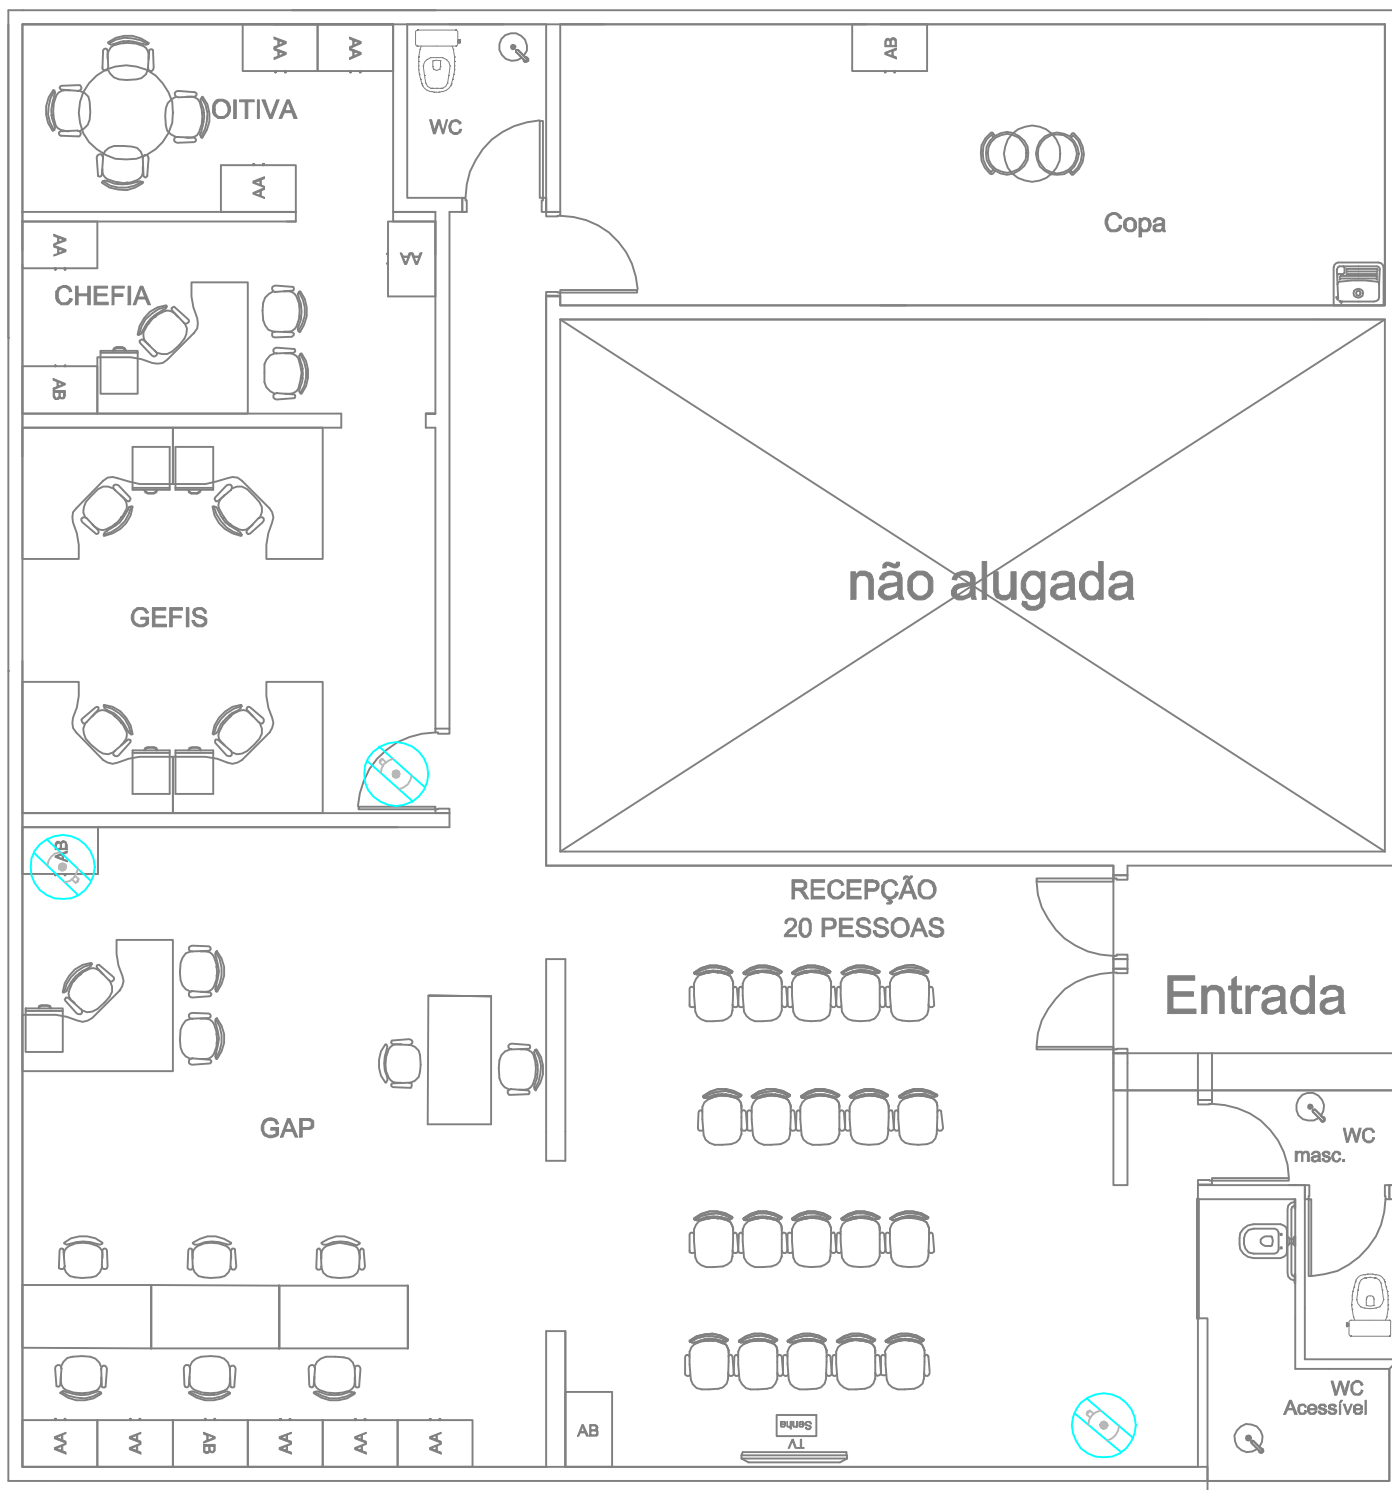 AA
AA
AB
OITIVA
WC
AA
Copa
AA
AA
CHEFIA
AB
não alugada
GEFIS
P
AB
P
RECEPÇÃO
20 PESSOAS
Entrada
GAP
WC
masc.
WC
Acessível
P
Senha
TV
AB
AA
AA
AB
AA
AA
AA